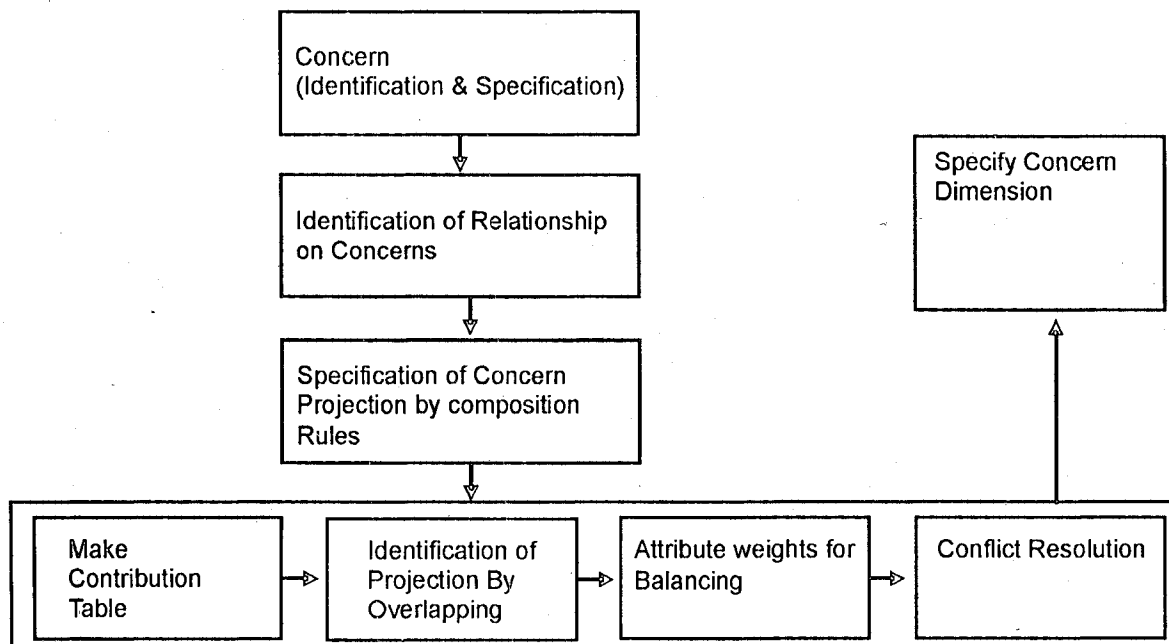 Concern
(Identification & Specification)
Identification of Relationship
on Concerns
Specification of Concern
Projection by composition
Rules
Make
Contribution
Table
Identification of
Projection By
Overlapping
Attribute weights for
Balancing
Conflict Resolution
Specify Concern
Dimension